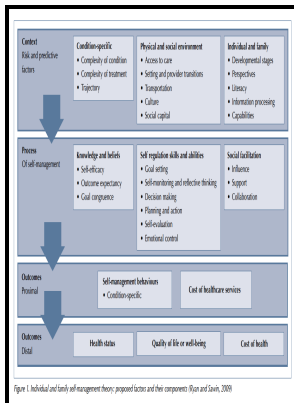 Context
Risk and predictive
factors
Condition-specific
• Complexity of condition
• Complexity of treatment
• Trajectory
Physical and social environment
• Access to care
• Setting and provider transitions
• Transportation
• Culture
• Social capital
Individual and family
• Developmental stages
• Perspectives
• Literacy
• Information processing
• Capabilities
Process
Of self-management
Knowledge and beliefs
• Self-efficacy
• Outcome expectancy
• Goal congruence
Self regulation skills and abilities
• Goal setting
• Self-monitoring and reflective thinking
• Decision making
• Planning and action
• Self-evaluation
• Emotional control
Social facilitation
• Influence
• Support
• Collaboration
Outcomes
Proximal
Self-management behaviours
• Condition-specific
Cost of healthcare services
Outcomes
Distal
Health status
Quality of life or well-being
Cost of health
Figure 1. Individual and family self-management theory: proposed factors and their components (Ryan and Sawin, 2009)